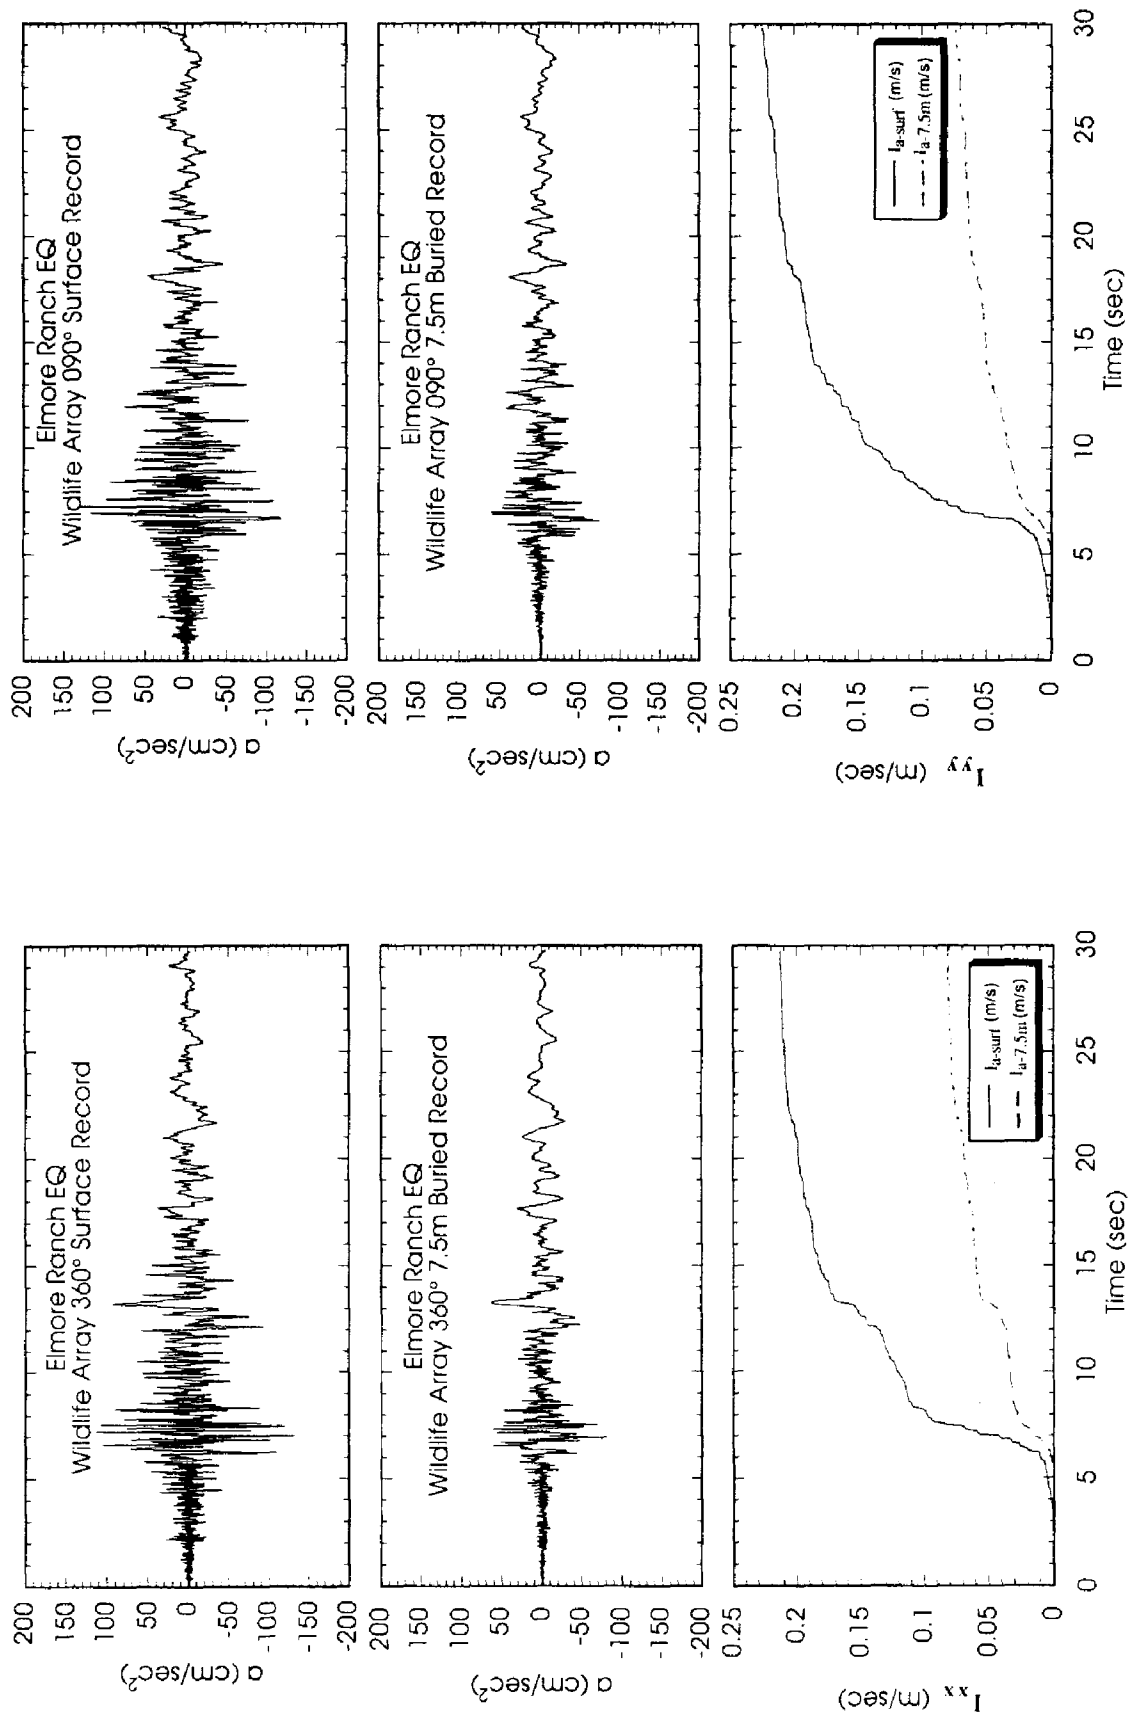 Elmore Ranch EQ
Wildlife Array 360° Surface Record
200
150
100
50
0
-50
-100
-150
-200
a (cm/sec²)
Elmore Ranch EQ
Wildlife Array 360° 7.5m Buried Record
200
150
100
50
0
-50
-100
-150
-200
a (cm/sec²)
0.25
0.2
0.15
0.1
0.05
0
I xx (m/sec)
I a-surf (m/s)
I a-7.5m (m/s)
0 5 10 15 20 25 30
Time (sec)
Elmore Ranch EQ
Wildlife Array 090° Surface Record
200
150
100
50
0
-50
-100
-150
-200
a (cm/sec²)
Elmore Ranch EQ
Wildlife Array 090° 7.5m Buried Record
200
150
100
50
0
-50
-100
-150
-200
a (cm/sec²)
0.25
0.2
0.15
0.1
0.05
0
I yy (m/sec)
I a-surf (m/s)
I a-7.5m (m/s)
0 5 10 15 20 25 30
Time (sec)